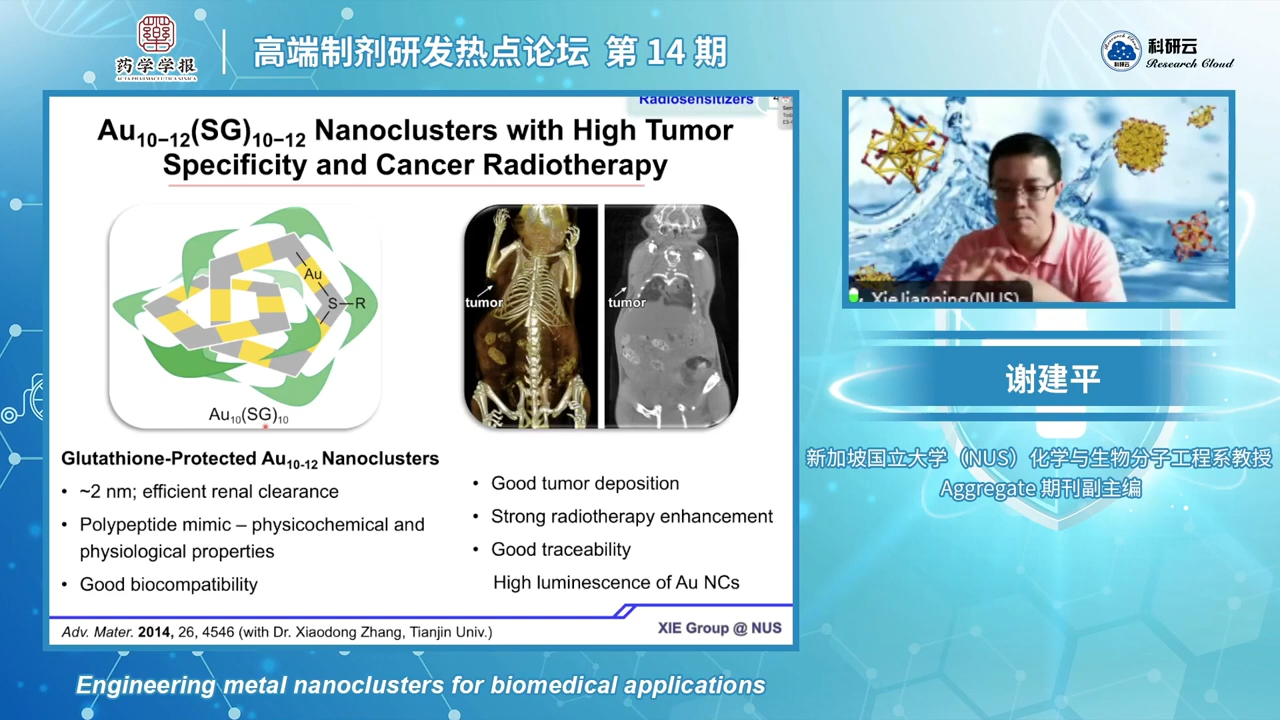 药学学报
ACTA PHARMACEUTICA SINICA
高端制剂研发热点论坛 第 14 期
科研云
Research Cloud
Radiosensitizers
Au10–12(SG)10–12 Nanoclusters with High Tumor
Specificity and Cancer Radiotherapy
Au
S–R
Au10(SG)10
tumor
tumor
Glutathione-Protected Au10-12 Nanoclusters
• ~2 nm; efficient renal clearance
• Polypeptide mimic – physicochemical and
physiological properties
• Good biocompatibility
• Good tumor deposition
• Strong radiotherapy enhancement
• Good traceability
High luminescence of Au NCs
Adv. Mater. 2014, 26, 4546 (with Dr. Xiaodong Zhang, Tianjin Univ.)
XIE Group @ NUS
XieJianping(NUS)
谢建平
新加坡国立大学（NUS）化学与生物分子工程系教授
Aggregate 期刊副主编
Engineering metal nanoclusters for biomedical applications